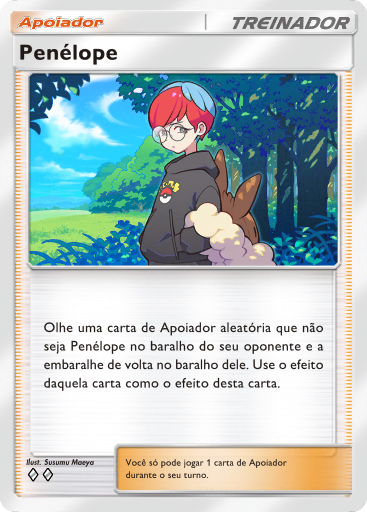 Apoiador
TREINADOR
Penélope
Olhe uma carta de Apoiador aleatória que não
seja Penélope no baralho do seu oponente e a
embaralhe de volta no baralho dele. Use o efeito
daquela carta como o efeito desta carta.
Ilust. Susumu Maeya
Você só pode jogar 1 carta de Apoiador
durante o seu turno.